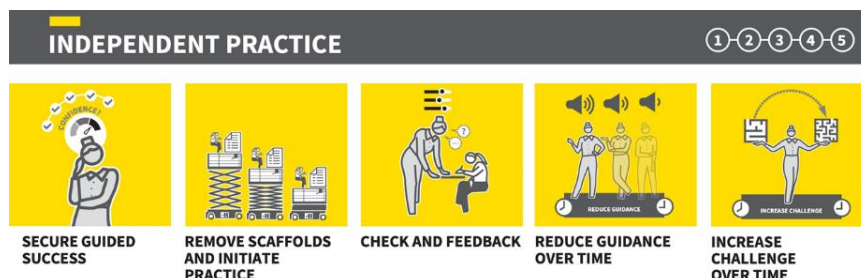 INDEPENDENT PRACTICE
1 2 3 4 5
CONFIDENCE?
?
...
REDUCE GUIDANCE
INCREASE CHALLENGE
SECURE GUIDED
SUCCESS
REMOVE SCAFFOLDS
AND INITIATE
PRACTICE
CHECK AND FEEDBACK
REDUCE GUIDANCE
OVER TIME
INCREASE
CHALLENGE
OVER TIME